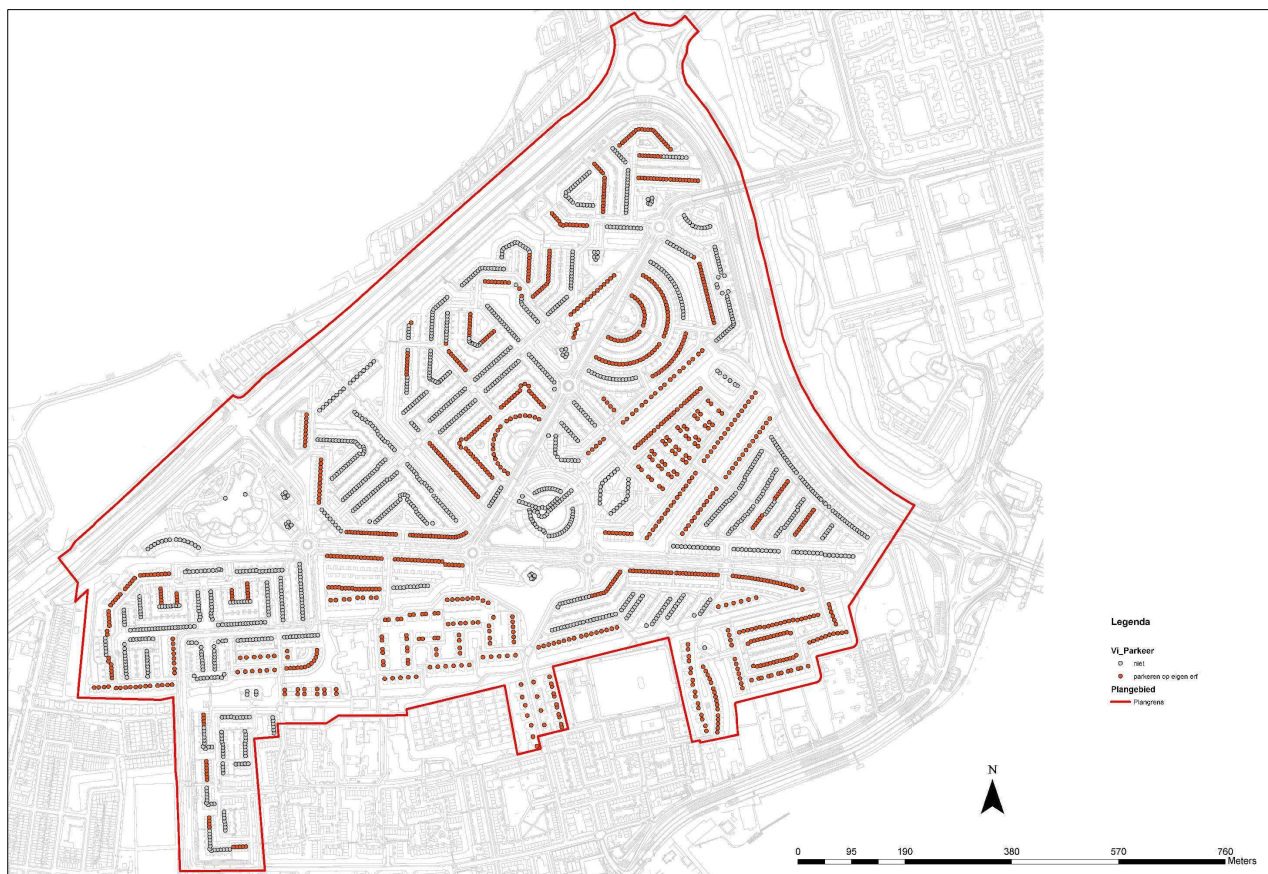 Legenda
Vi_Parkeer
niet
parkeren op eigen erf
Plangebied
Plangrens
N
0 95 190 380 570 760
Meters